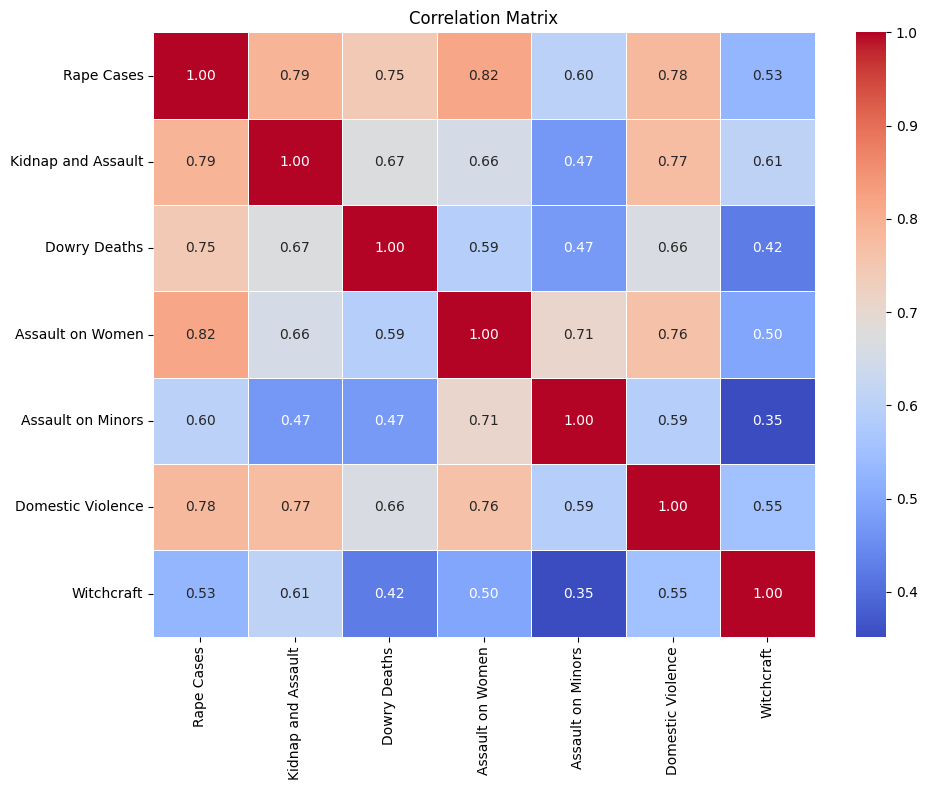 Correlation Matrix
Rape Cases 1.00 0.79 0.75 0.82 0.60 0.78 0.53
Kidnap and Assault 0.79 1.00 0.67 0.66 0.47 0.77 0.61
Dowry Deaths 0.75 0.67 1.00 0.59 0.47 0.66 0.42
Assault on Women 0.82 0.66 0.59 1.00 0.71 0.76 0.50
Assault on Minors 0.60 0.47 0.47 0.71 1.00 0.59 0.35
Domestic Violence 0.78 0.77 0.66 0.76 0.59 1.00 0.55
Witchcraft 0.53 0.61 0.42 0.50 0.35 0.55 1.00
Rape Cases
Kidnap and Assault
Dowry Deaths
Assault on Women
Assault on Minors
Domestic Violence
Witchcraft
1.0
0.9
0.8
0.7
0.6
0.5
0.4